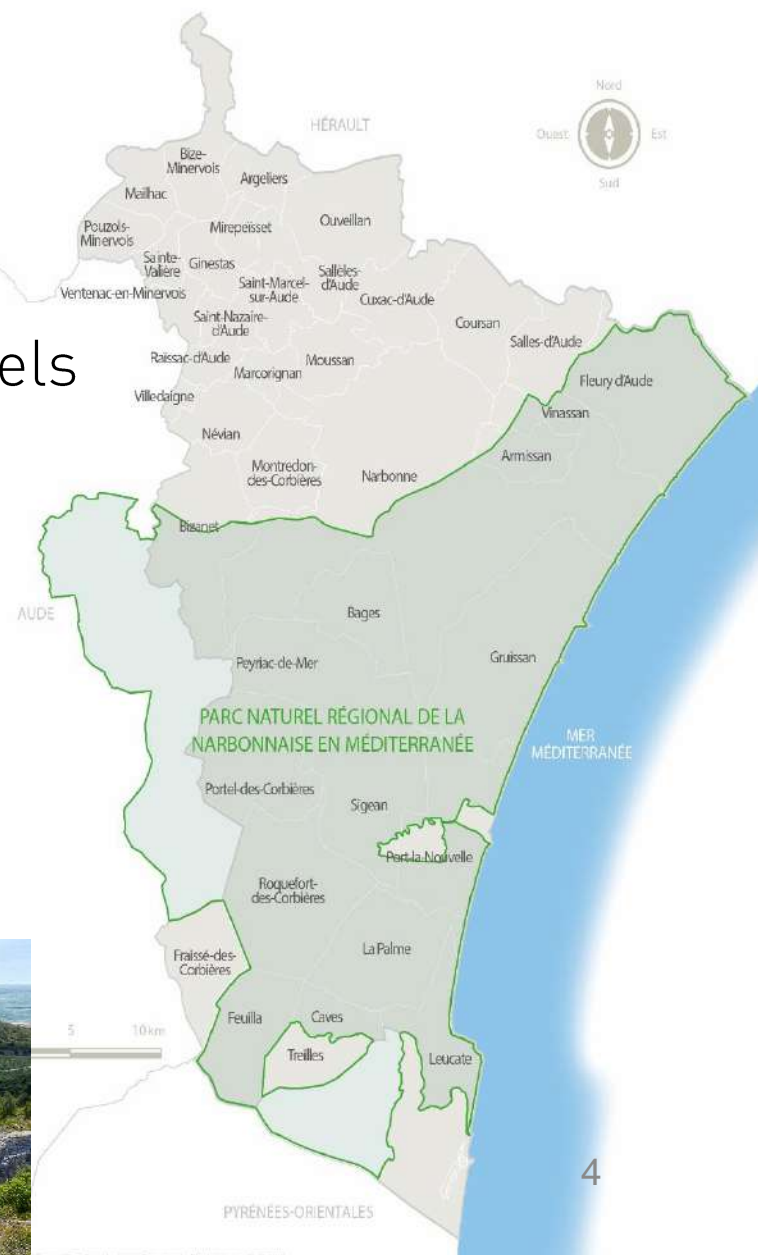 Nord
Ouest
Est
Sud
HÉRAULT
Bize-
Minervois
Argeliers
Mailhac
Ouveillan
Pouzols-
Minervois
Mirepeïsset
Sainte-
Valière
Ginestas
Sallèles-
d'Aude
Ventenac-en-Minervois
Saint-Marcel-
sur-Aude
Cuxac-d'Aude
Saint-Nazaire-
d'Aude
Coursan
Salles-d'Aude
els
Raissac-d'Aude
Moussan
Marcorignan
Fleury d'Aude
Villedaigne
Vinassan
Névian
Armissan
Montredon-
des-Corbières
Narbonne
Bizanet
AUDE
Bages
Gruissan
Peyriac-de-Mer
PARC NATUREL RÉGIONAL DE LA
NARBONNAISE EN MÉDITERRANÉE
MER
MÉDITERRANÉE
Portel-des-Corbières
Sigean
Port-la-Nouvelle
Roquefort-
des-Corbières
La Palme
Fraissé-des-
Corbières
Feuilla
Caves
5
10 km
Treilles
Leucate
4
PYRÉNÉES-ORIENTALES